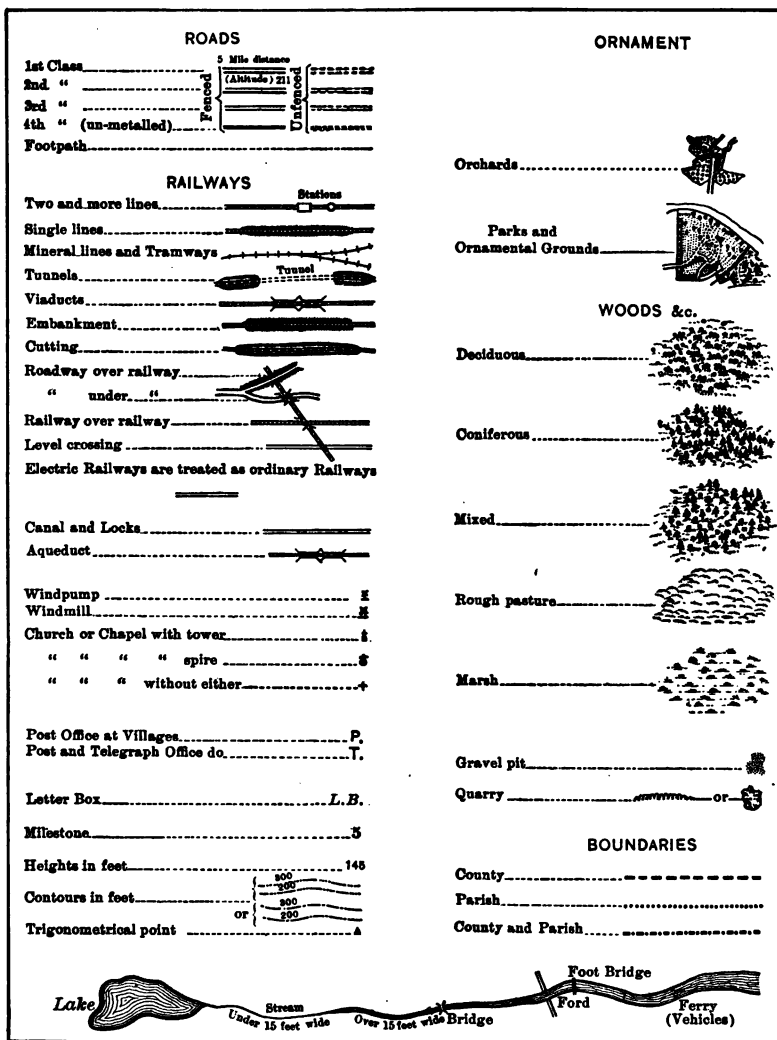 ROADS
1st Class
5 Mile distance
2nd "
(Altitude) 211
3rd "
4th " (un-metalled)
Fenced
Unfenced
Footpath
RAILWAYS
Stations
Two and more lines
Single lines
Mineral lines and Tramways
Tunnels
Tunnel
Viaducts
Embankment
Cutting
Roadway over railway
" under "
Railway over railway
Level crossing
Electric Railways are treated as ordinary Railways
Canal and Locks
Aqueduct
Windpump
Windmill
Church or Chapel with tower
" " " " spire
" " " without either
Post Office at Villages P.
Post and Telegraph Office do T.
Letter Box L.B.
Milestone 5
Heights in feet 145
Contours in feet
300
200
or
300
200
Trigonometrical point
ORNAMENT
Orchards
Parks and
Ornamental Grounds
WOODS &c.
Deciduous
Coniferous
Mixed
Rough pasture
Marsh
Gravel pit
Quarry or
BOUNDARIES
County
Parish
County and Parish
Lake
Stream
Under 15 feet wide
Over 15 feet wide
Bridge
Foot Bridge
Ford
Ferry
(Vehicles)